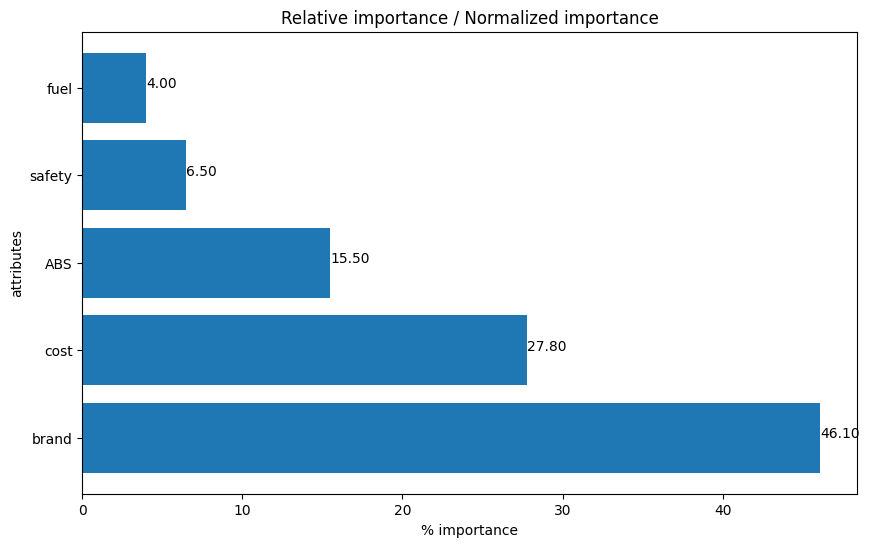 Relative importance / Normalized importance
fuel
4.00
safety
6.50
ABS
15.50
cost
27.80
brand
46.10
attributes
0 10 20 30 40
% importance